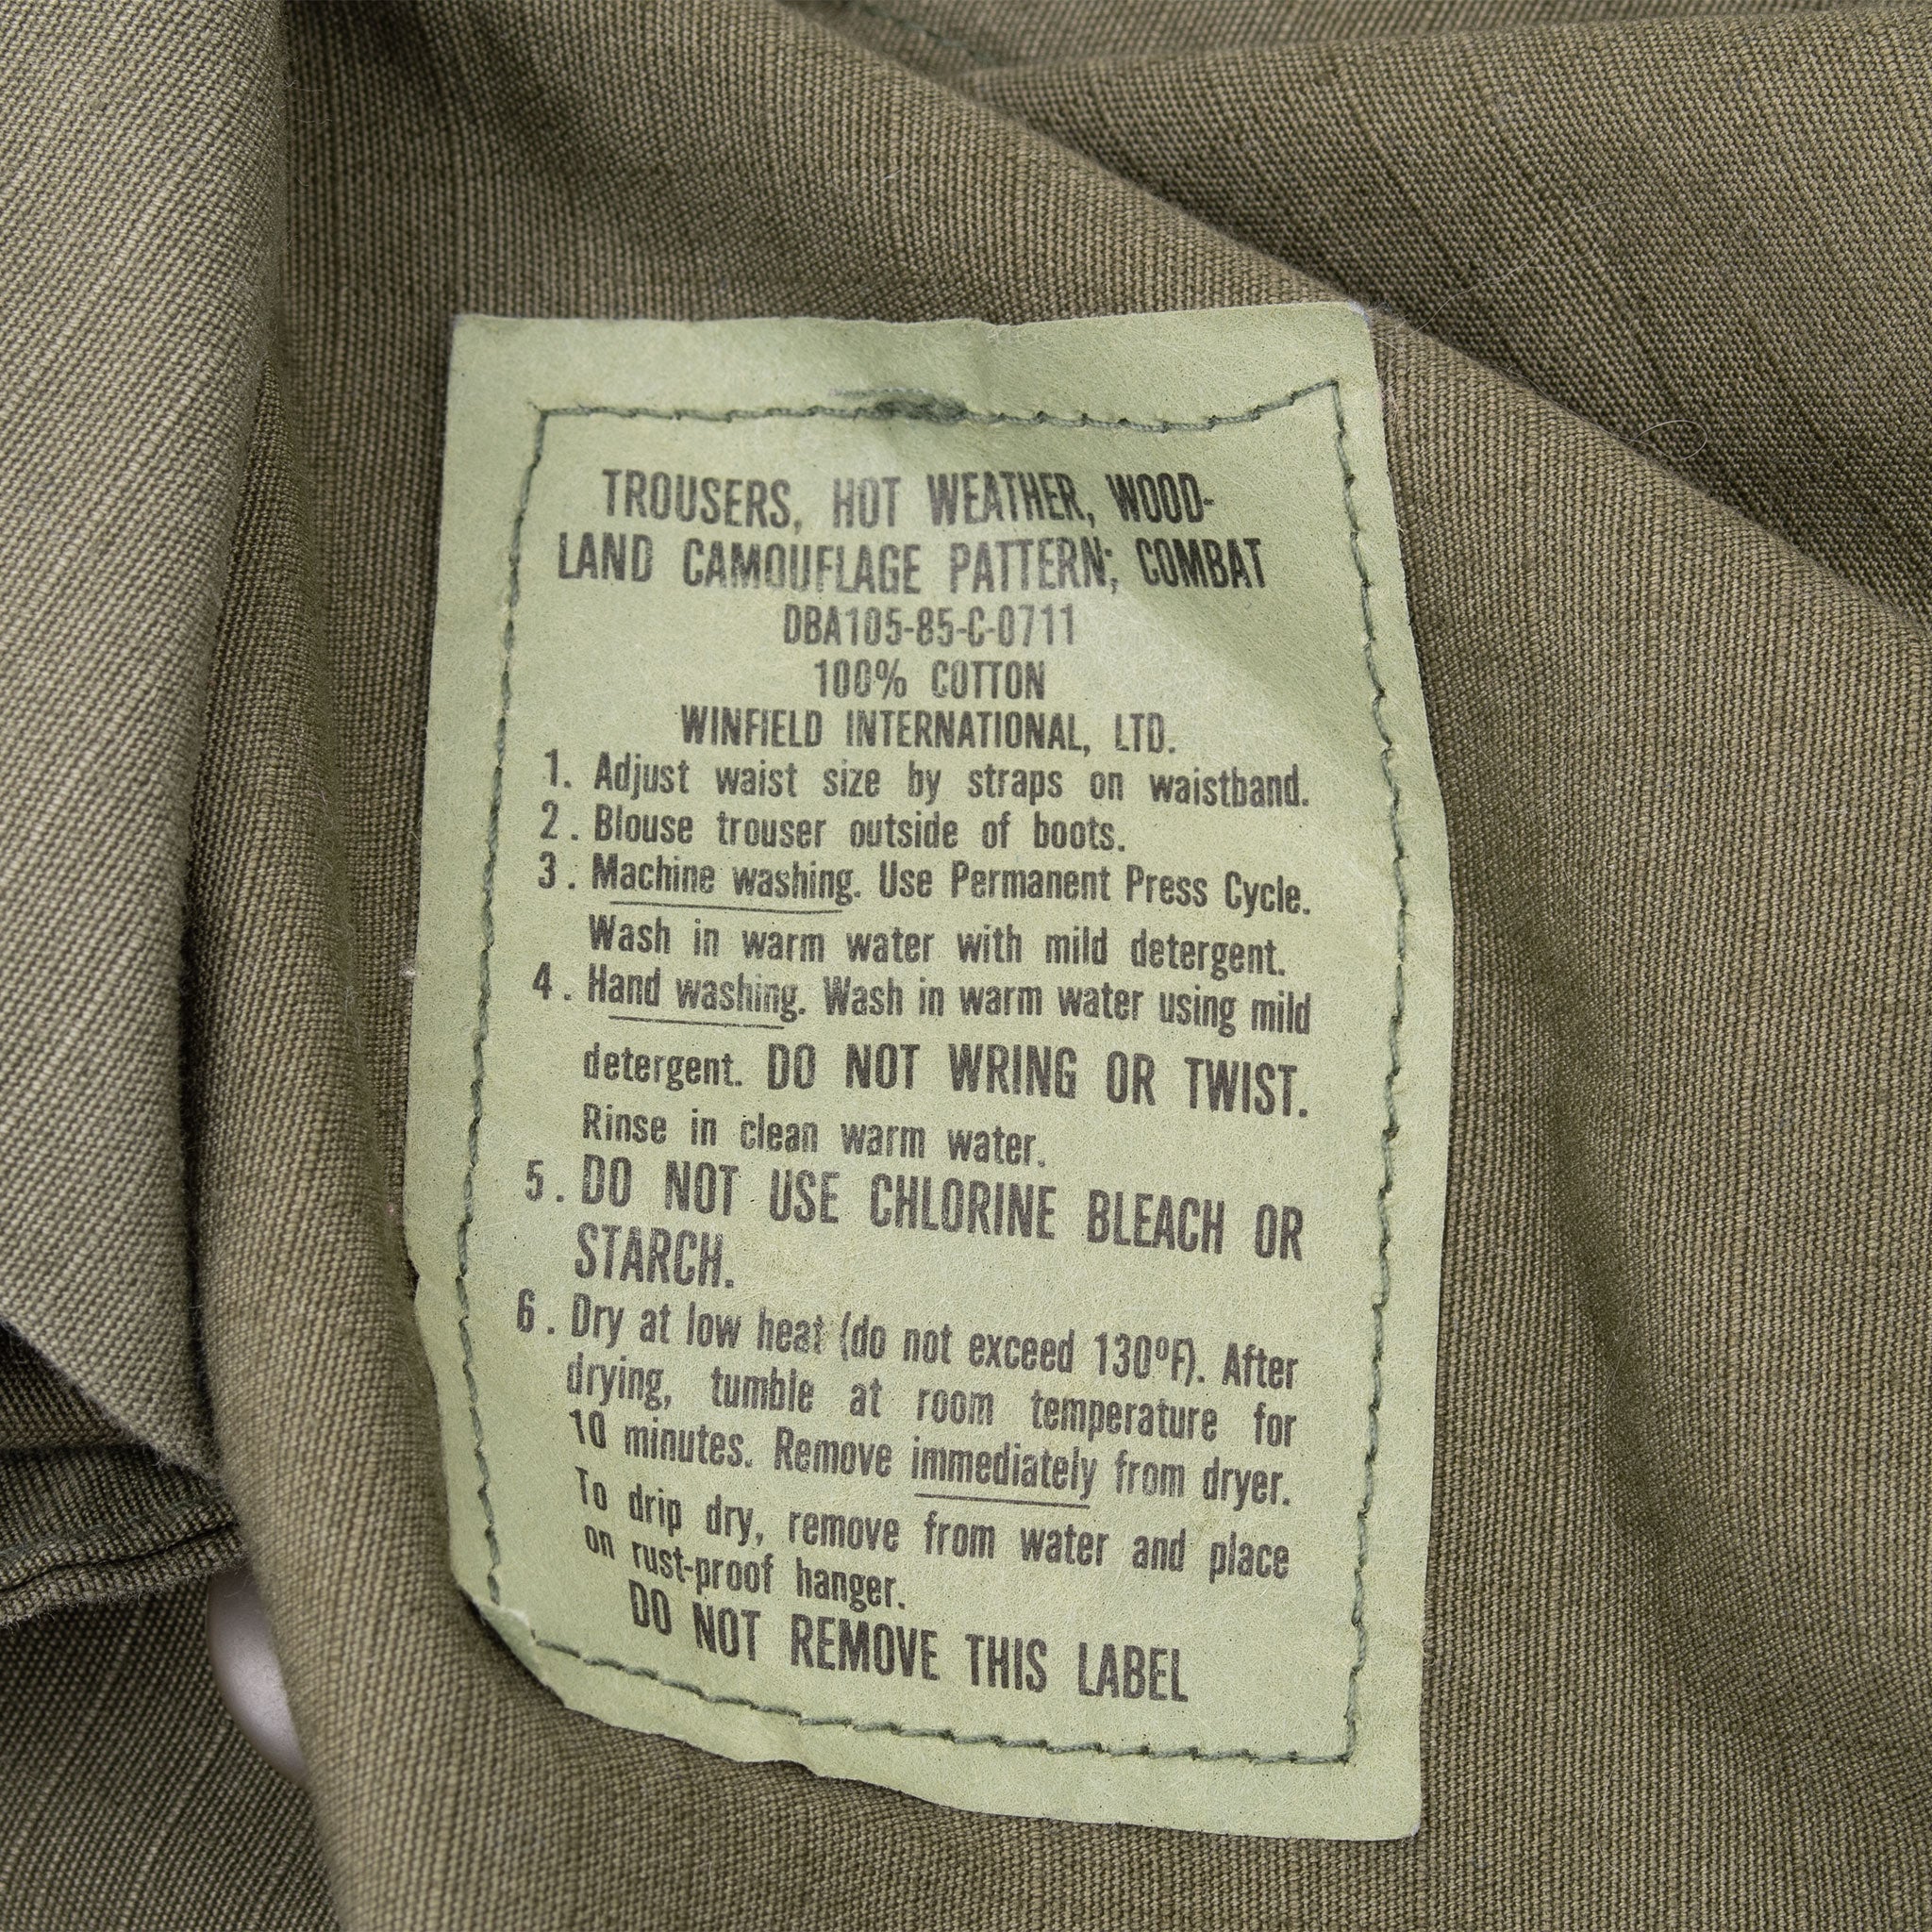 TROUSERS, HOT WEATHER, WOOD-
LAND CAMOUFLAGE PATTERN; COMBAT
DBA105-85-C-0711
100% COTTON
WINFIELD INTERNATIONAL, LTD.
1. Adjust waist size by straps on waistband.
2. Blouse trouser outside of boots.
3. Machine washing. Use Permanent Press Cycle.
Wash in warm water with mild detergent.
4. Hand washing. Wash in warm water using mild
detergent. DO NOT WRING OR TWIST.
Rinse in clean warm water.
5. DO NOT USE CHLORINE BLEACH OR
STARCH.
6. Dry at low heat (do not exceed 130ºF). After
drying, tumble at room temperature for
10 minutes. Remove immediately from dryer.
To drip dry, remove from water and place
on rust-proof hanger.
DO NOT REMOVE THIS LABEL